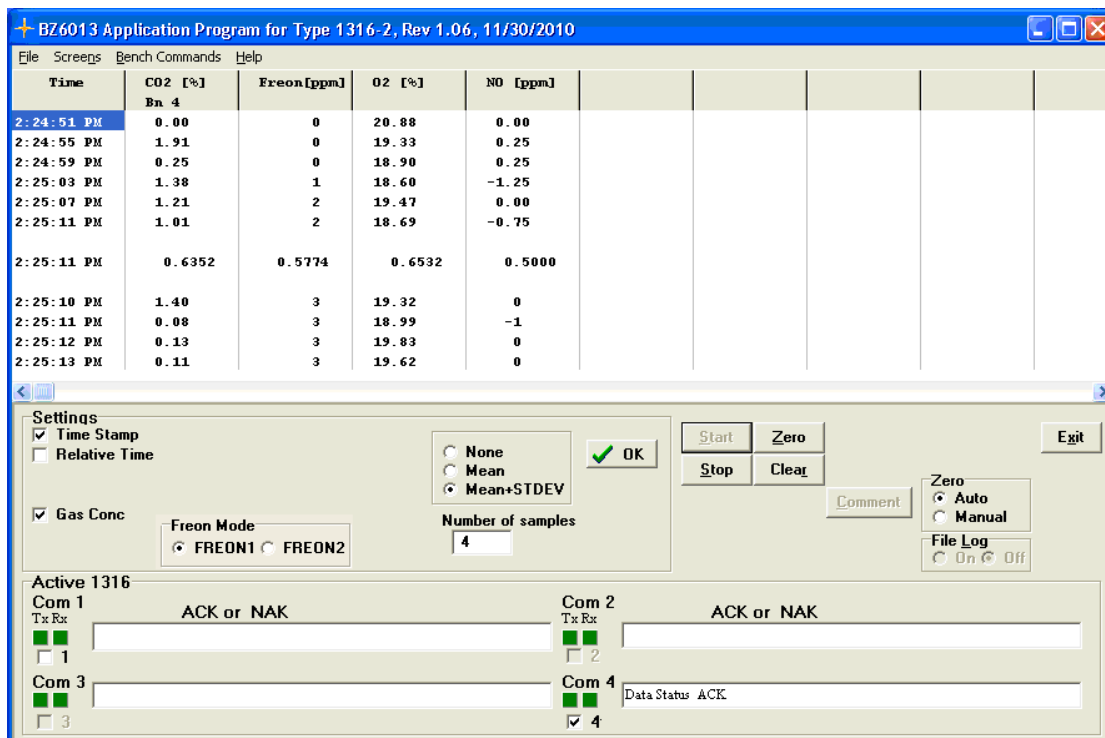 BZ6013 Application Program for Type 1316-2, Rev 1.06, 11/30/2010
File Screens Bench Commands Help
Time CO2 [%] Freon[ppm] O2 [%] NO [ppm]
Bn 4
2:24:51 PM 0.00 0 20.88 0.00
2:24:55 PM 1.91 0 19.33 0.25
2:24:59 PM 0.25 0 18.90 0.25
2:25:03 PM 1.38 1 18.60 -1.25
2:25:07 PM 1.21 2 19.47 0.00
2:25:11 PM 1.01 2 18.69 -0.75
2:25:11 PM 0.6352 0.5774 0.6532 0.5000
2:25:10 PM 1.40 3 19.32 0
2:25:11 PM 0.08 3 18.99 -1
2:25:12 PM 0.13 3 19.83 0
2:25:13 PM 0.11 3 19.62 0
Settings
Time Stamp
Relative Time
Gas Conc
Freon Mode
FREON1 FREON2
None
Mean
Mean+STDEV
OK
Number of samples
4
Start Zero
Stop Clear
Comment
Exit
Zero
Auto
Manual
File Log
On Off
Active 1316
Com 1
Tx Rx ACK or NAK
1
Com 2
Tx Rx ACK or NAK
2
Com 3
3
Com 4
Data Status ACK
4